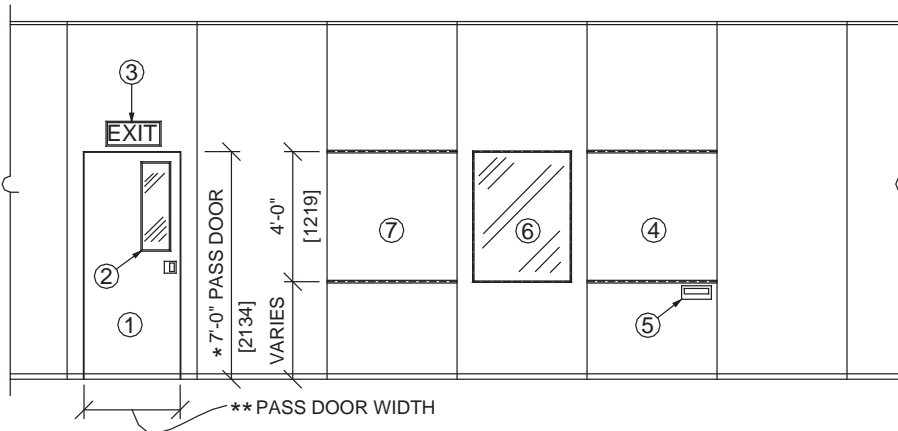 3
EXIT
2
1
* 7'-0" PASS DOOR
[2134]
4'-0"
[1219]
VARIES
7
6
4
5
** PASS DOOR WIDTH